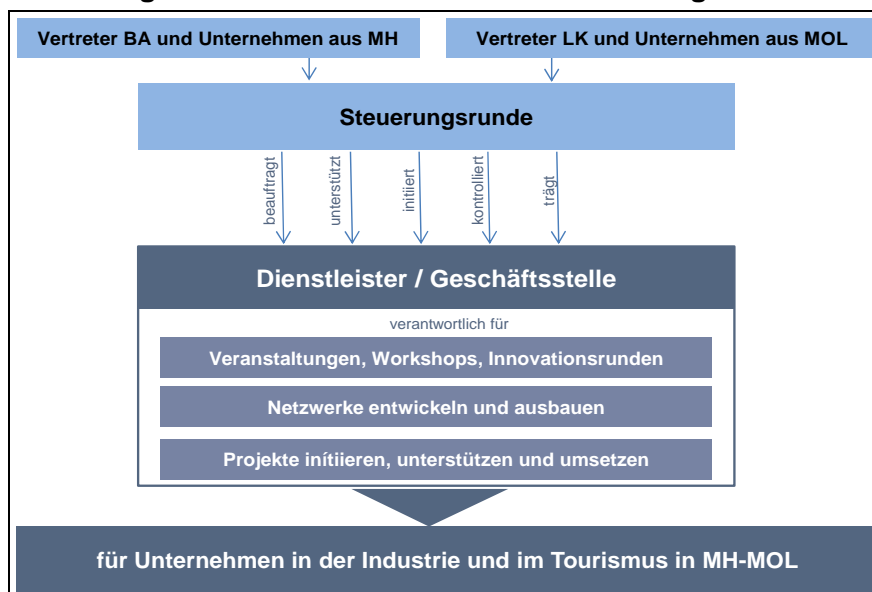 Vertreter BA und Unternehmen aus MH
Vertreter LK und Unternehmen aus MOL
Steuerungsrunde
beauftragt
unterstützt
initiiert
kontrolliert
trägt
Dienstleister / Geschäftsstelle
verantwortlich für
Veranstaltungen, Workshops, Innovationsrunden
Netzwerke entwickeln und ausbauen
Projekte inítiieren, unterstützen und umsetzen
für Unternehmen in der Industrie und im Tourismus in MH-MOL